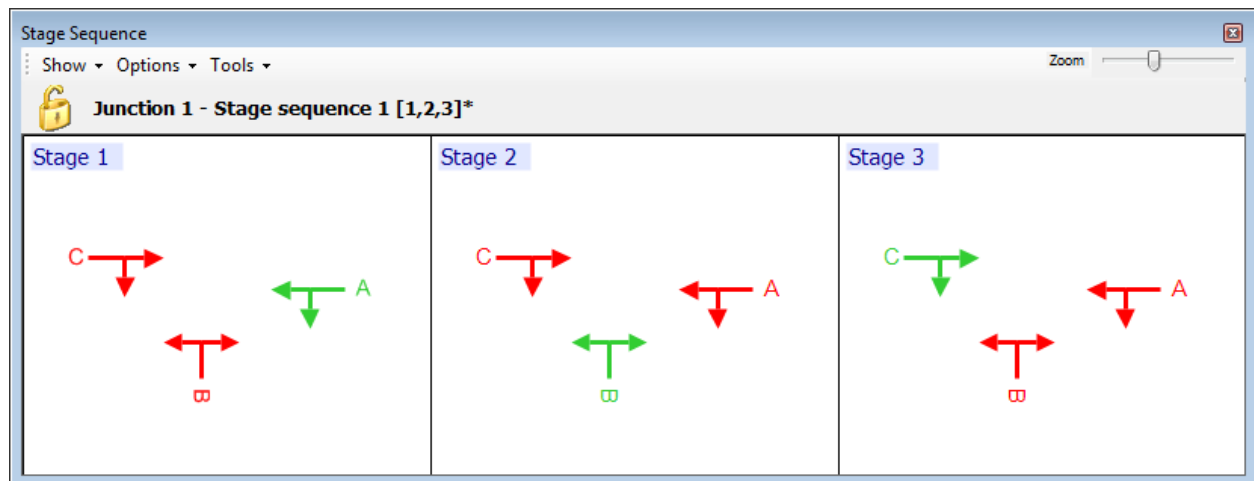 Stage Sequence
Show Options Tools Zoom
Junction 1 - Stage sequence 1 [1,2,3]*
Stage 1 Stage 2 Stage 3
C C C
A A A
B B B